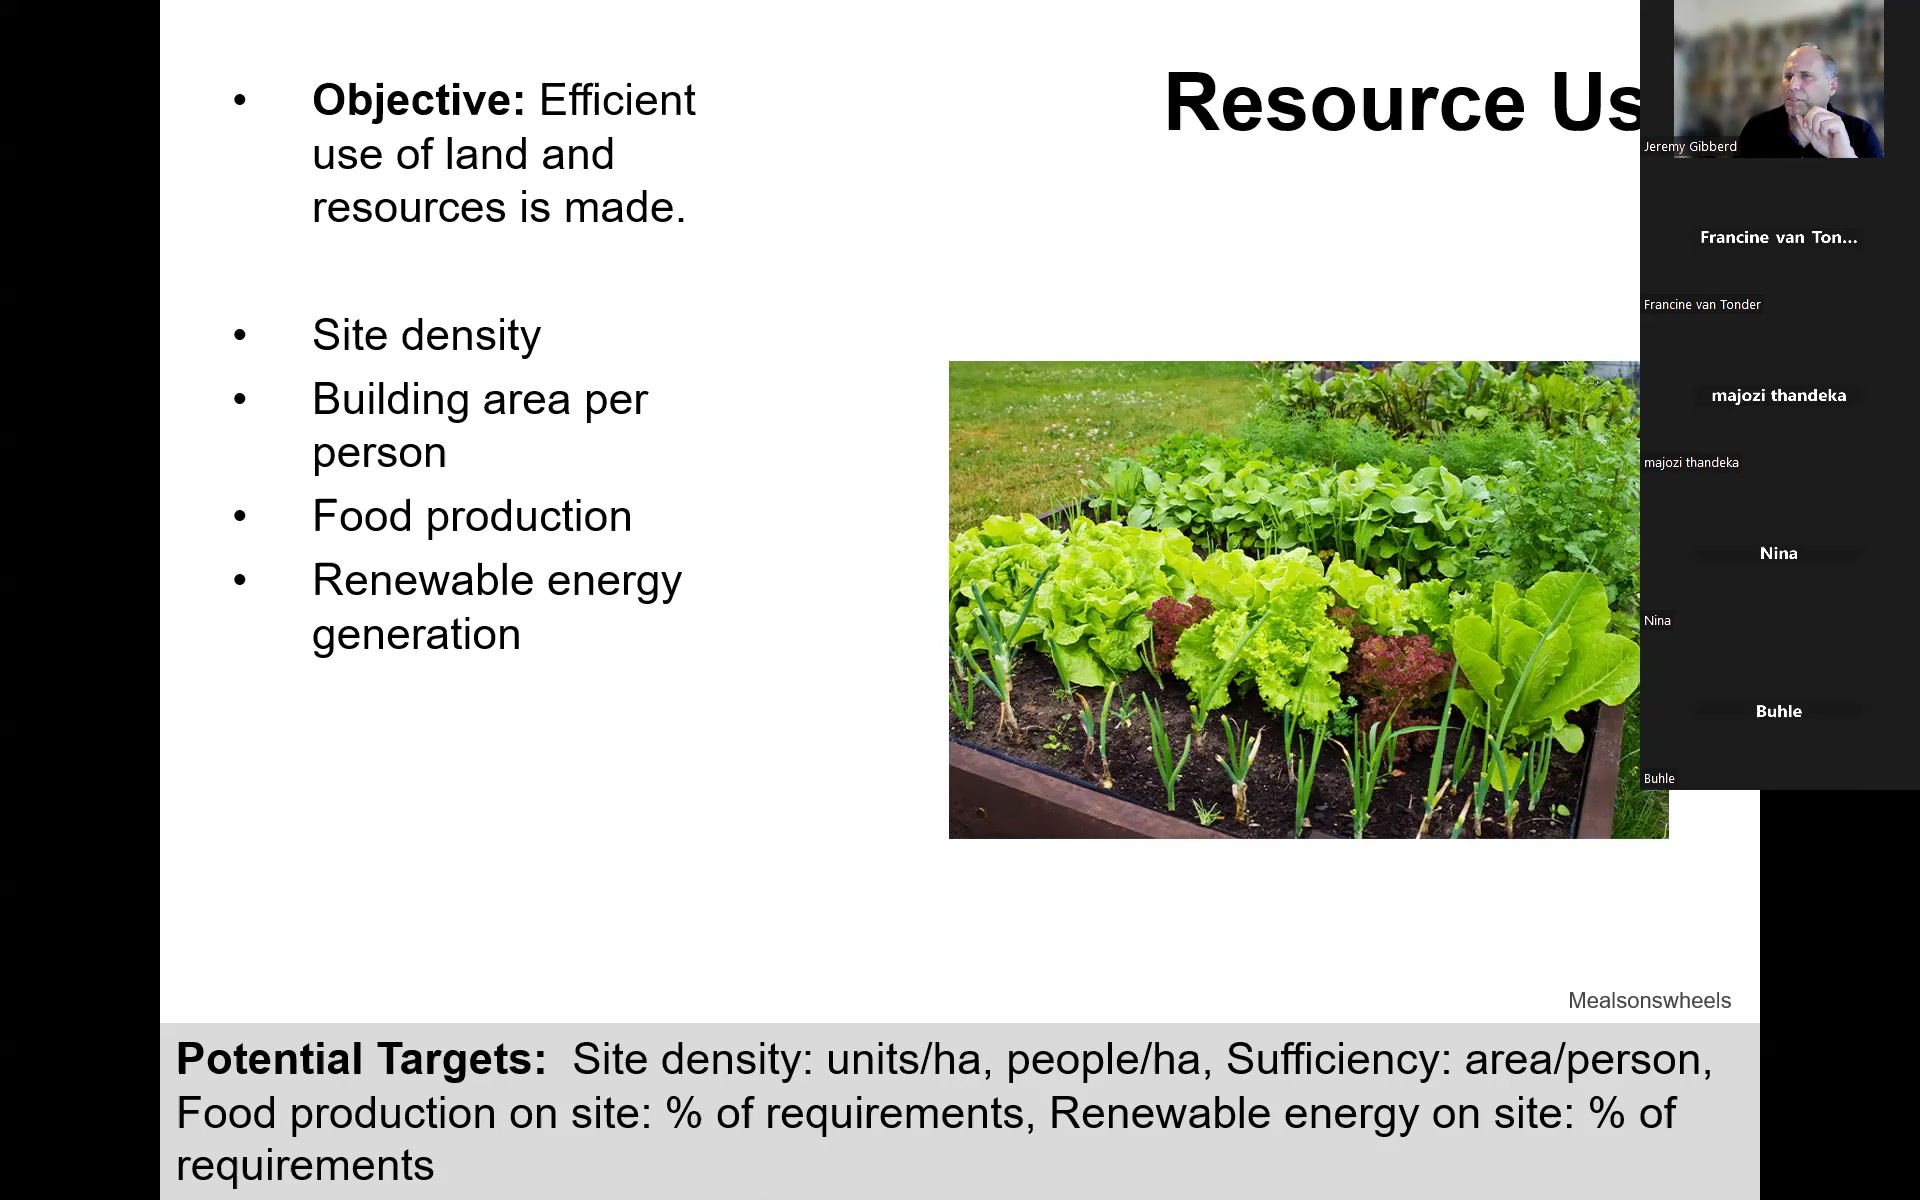 Resource Us
• Objective: Efficient
use of land and
resources is made.
• Site density
• Building area per
person
• Food production
• Renewable energy
generation
Mealsonswheels
Potential Targets: Site density: units/ha, people/ha, Sufficiency: area/person,
Food production on site: % of requirements, Renewable energy on site: % of
requirements
Jeremy Gibberd
Francine van Ton...
Francine van Tonder
majozi thandeka
majozi thandeka
Nina
Nina
Buhle
Buhle